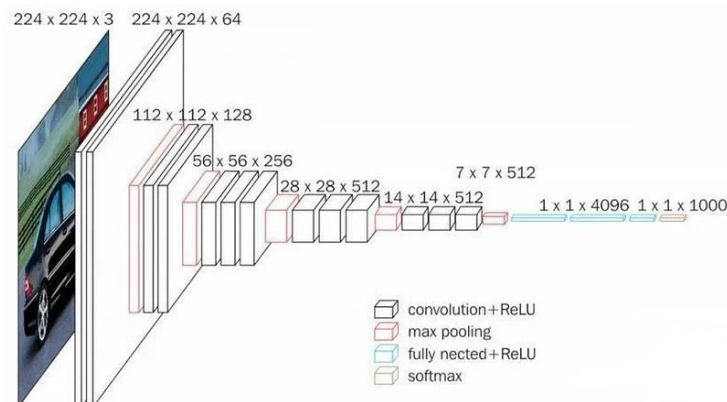 224 x 224 x 3
224 x 224 x 64
112 x 112 x 128
56 x 56 x 256
28 x 28 x 512
14 x 14 x 512
7 x 7 x 512
1 x 1 x 4096
1 x 1 x 1000
convolution+ReLU
max pooling
fully nected+ReLU
softmax